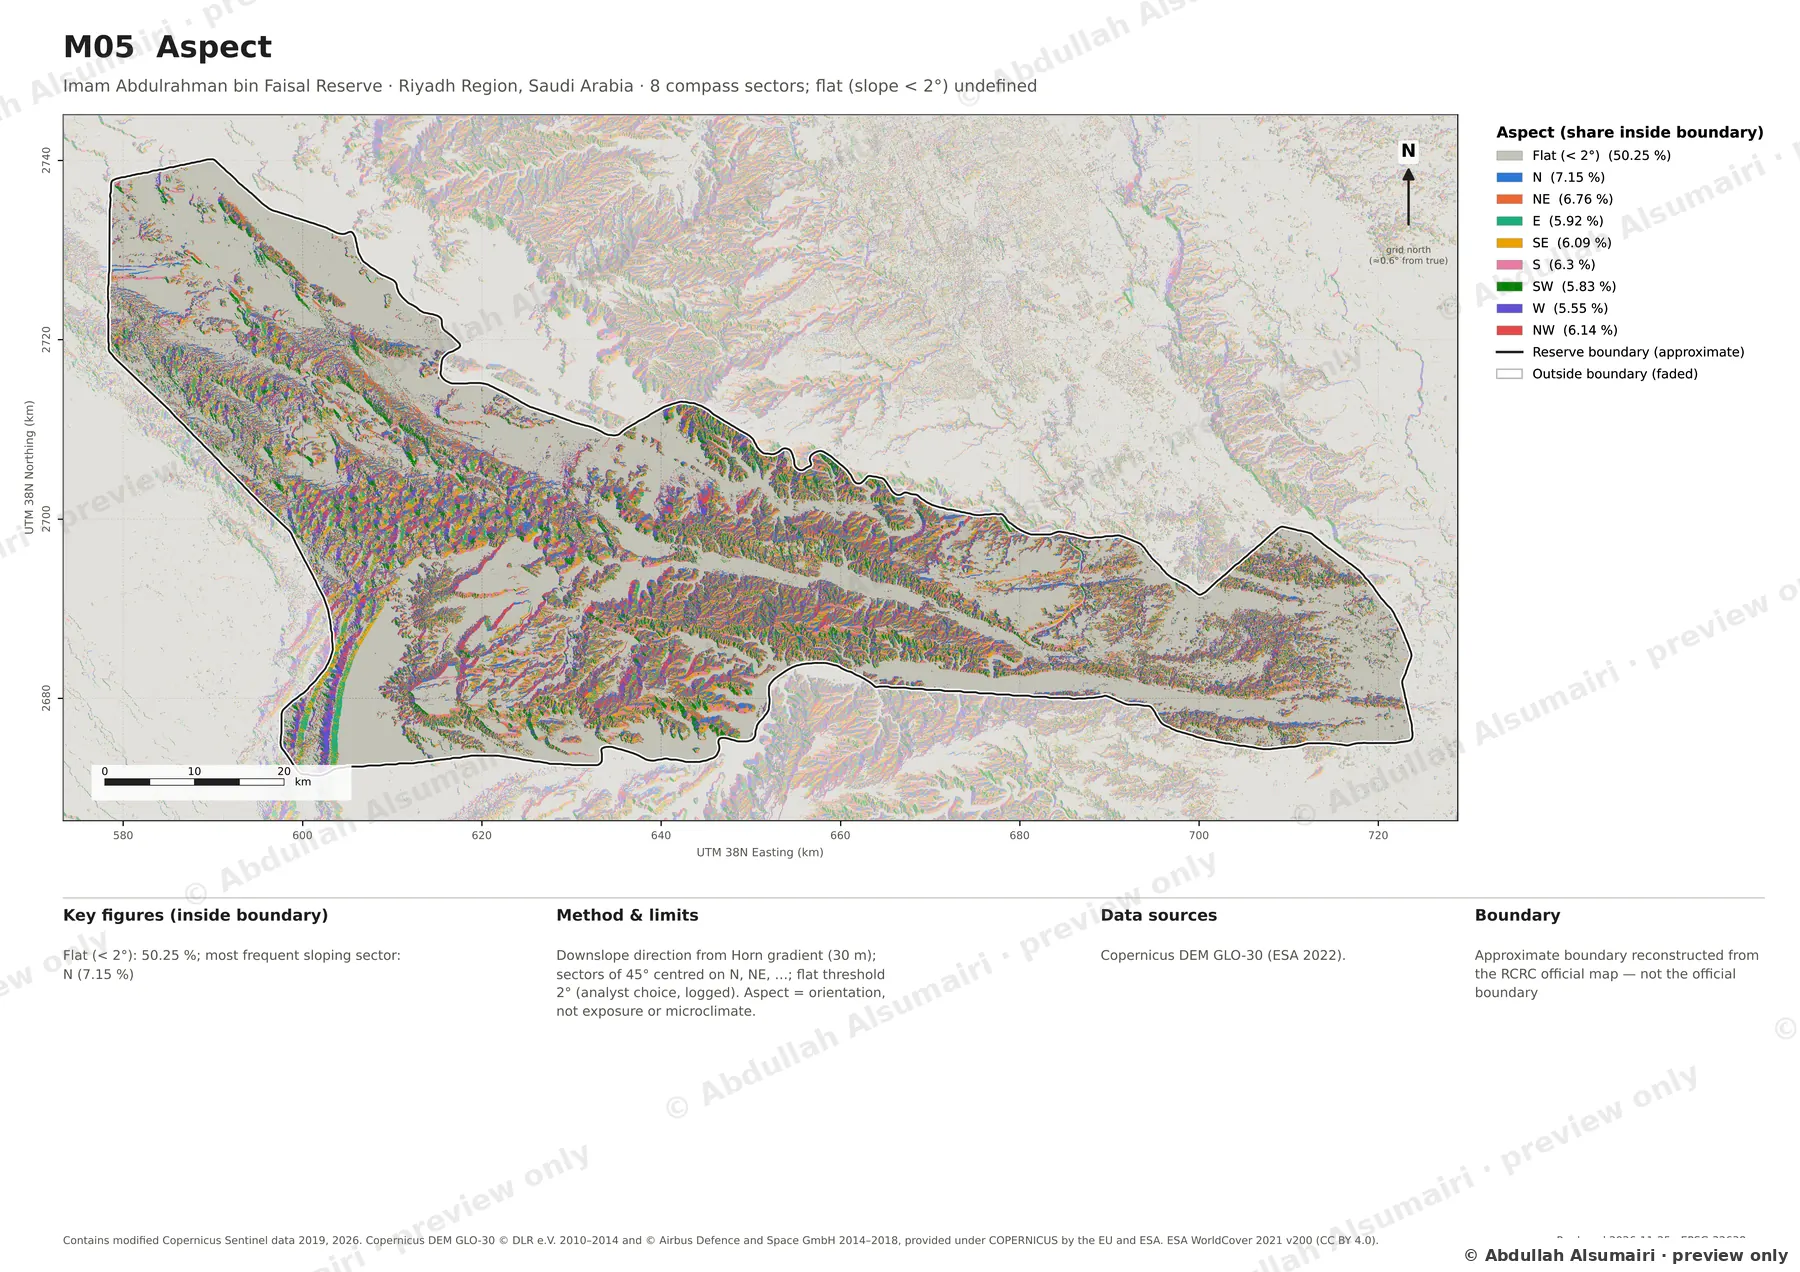 M05 Aspect
Imam Abdulrahman bin Faisal Reserve · Riyadh Region, Saudi Arabia · 8 compass sectors; flat (slope < 2°) undefined
Aspect (share inside boundary)
Flat (< 2°) (50.25 %)
N (7.15 %)
NE (6.76 %)
E (5.92 %)
SE (6.09 %)
S (6.3 %)
SW (5.83 %)
W (5.55 %)
NW (6.14 %)
Reserve boundary (approximate)
Outside boundary (faded)
N
grid north
(≈0.6° from true)
2740
2720
2700
2680
UTM 38N Northing (km)
0 10 20 km
580 600 620 640 660 680 700 720
UTM 38N Easting (km)
Key figures (inside boundary)
Flat (< 2°): 50.25 %; most frequent sloping sector:
N (7.15 %)
Method & limits
Downslope direction from Horn gradient (30 m);
sectors of 45° centred on N, NE, …; flat threshold
2° (analyst choice, logged). Aspect = orientation,
not exposure or microclimate.
Data sources
Copernicus DEM GLO-30 (ESA 2022).
Boundary
Approximate boundary reconstructed from
the RCRC official map — not the official
boundary
Contains modified Copernicus Sentinel data 2019, 2026. Copernicus DEM GLO-30 © DLR e.V. 2010–2014 and © Airbus Defence and Space GmbH 2014–2018, provided under COPERNICUS by the EU and ESA. ESA WorldCover 2021 v200 (CC BY 4.0).
© Abdullah Alsumairi · preview only